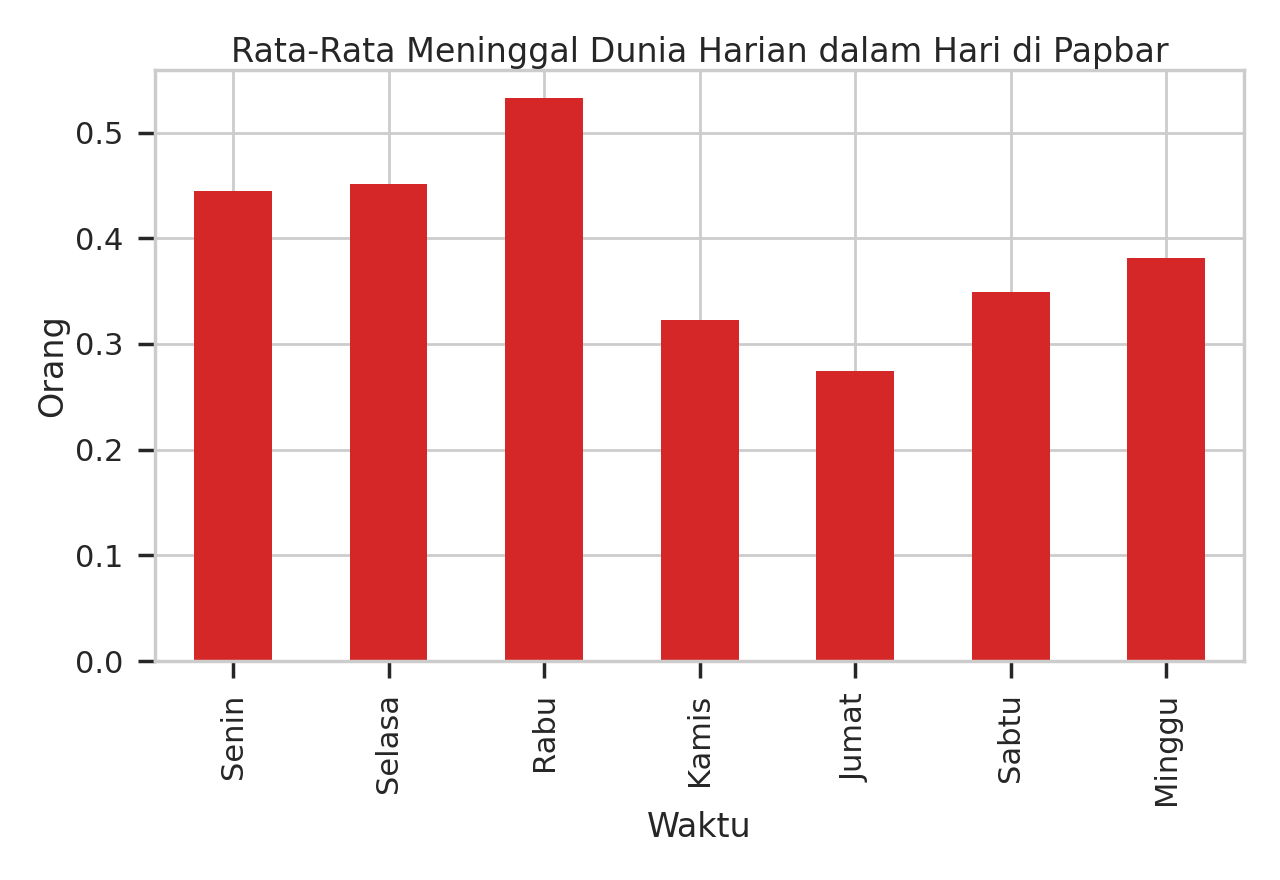 Rata-Rata Meninggal Dunia Harian dalam Hari di Papbar
Orang
0.5
0.4
0.3
0.2
0.1
0.0
Senin
Selasa
Rabu
Kamis
Jumat
Sabtu
Minggu
Waktu